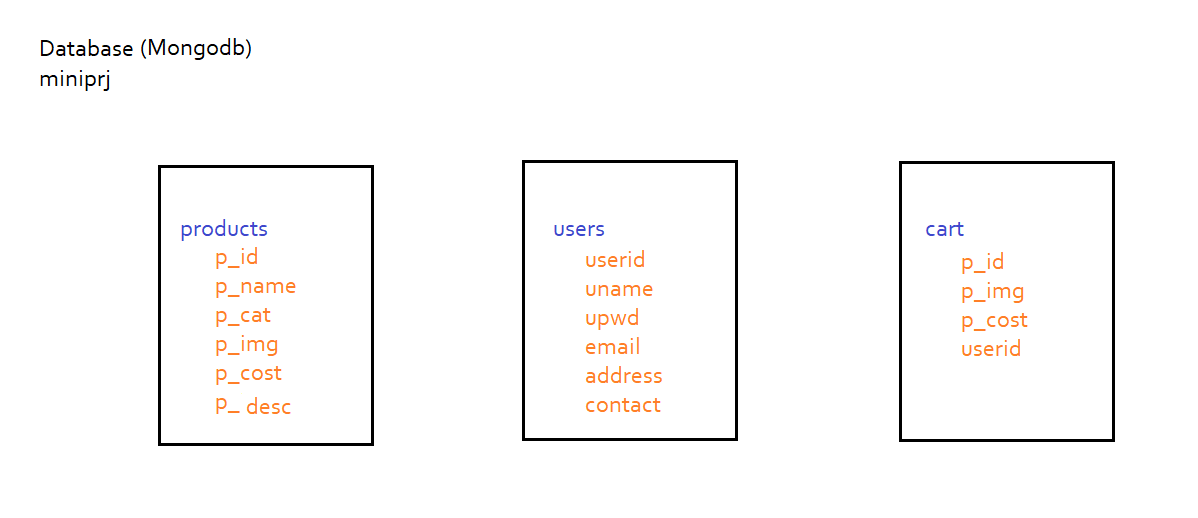 Database (Mongodb)
miniprj
products
p_id
p_name
p_cat
p_img
p_cost
p_ desc
users
userid
uname
upwd
email
address
contact
cart
p_id
p_img
p_cost
userid